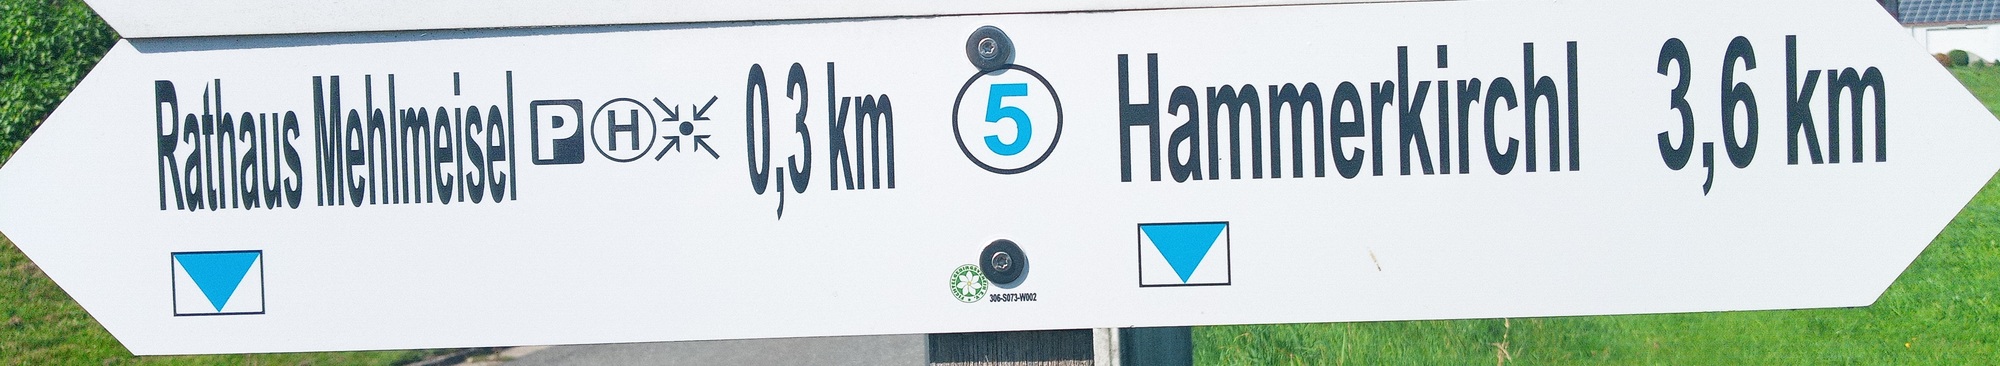 Rathaus Mehlmeisel P H 0,3 km 5 Hammerkirchl 3,6 km
306-S073-W002